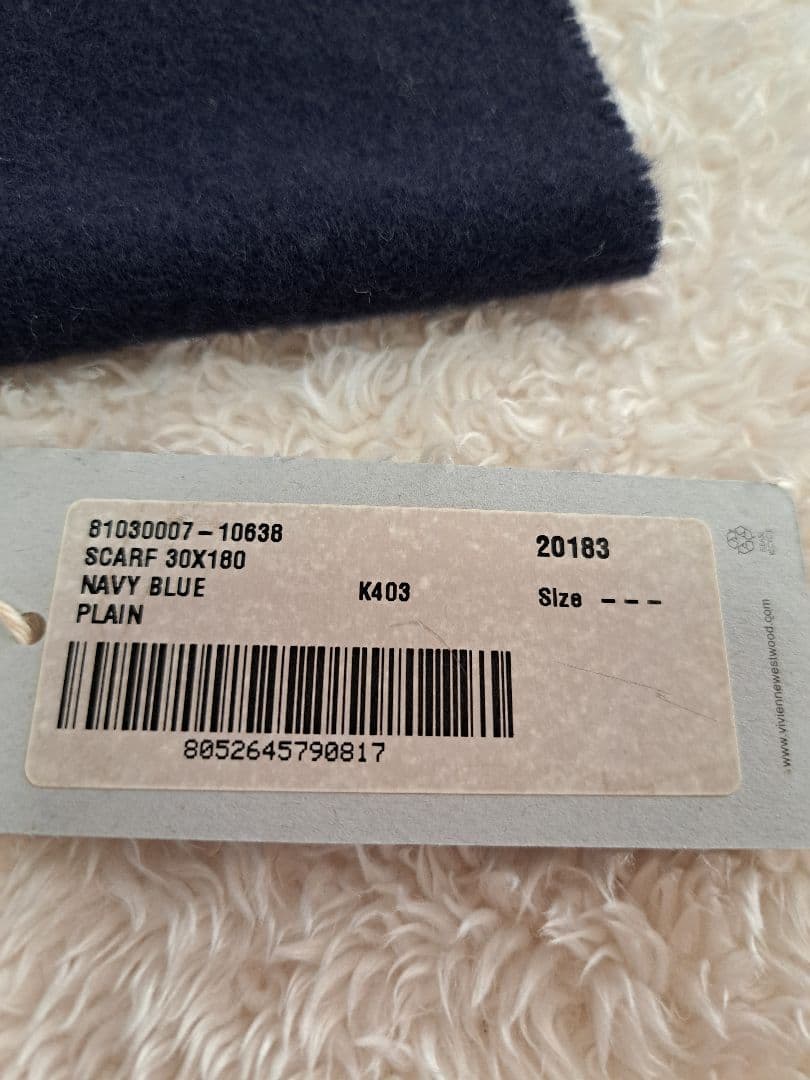 81030007-10638
SCARF 30X180
NAVY BLUE
PLAIN
K403
20183
Size ---
8052645790817
www.viviennewestwood.com